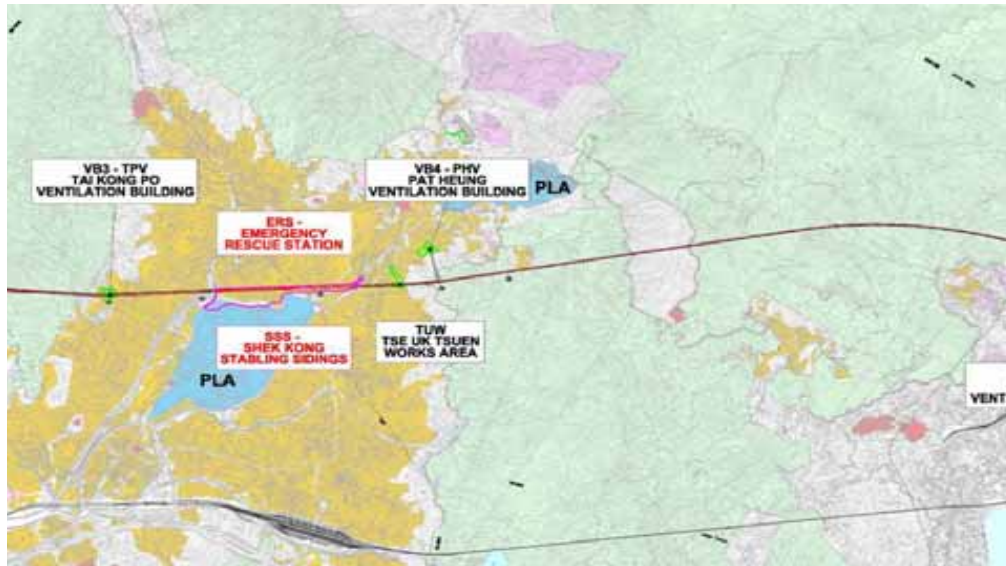 VB3 - TPV
TAI KONG PO
VENTILATION BUILDING
VB4 - PHV
PAT HEUNG
VENTILATION BUILDING
PLA
ERS -
EMERGENCY
RESCUE STATION
SSS -
SHEK KONG
STABLING SIDINGS
TUW
TSE UK TSUEN
WORKS AREA
PLA
VENT